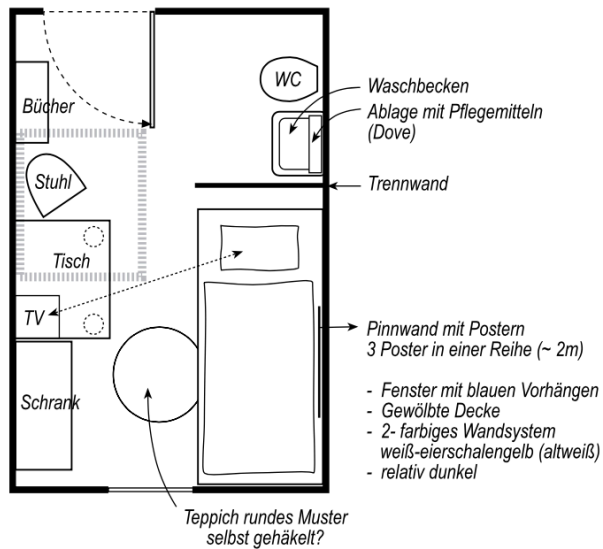 WC
Waschbecken
Ablage mit Pflegemitteln
(Dove)
Bücher
Stuhl
Trennwand
Tisch
TV
Pinnwand mit Postern
3 Poster in einer Reihe (~ 2m)
- Fenster mit blauen Vorhängen
- Gewölbte Decke
- 2- farbiges Wandsystem
weiß-eierschalengelb (altweiß)
- relativ dunkel
Schrank
Teppich rundes Muster
selbst gehäkelt?